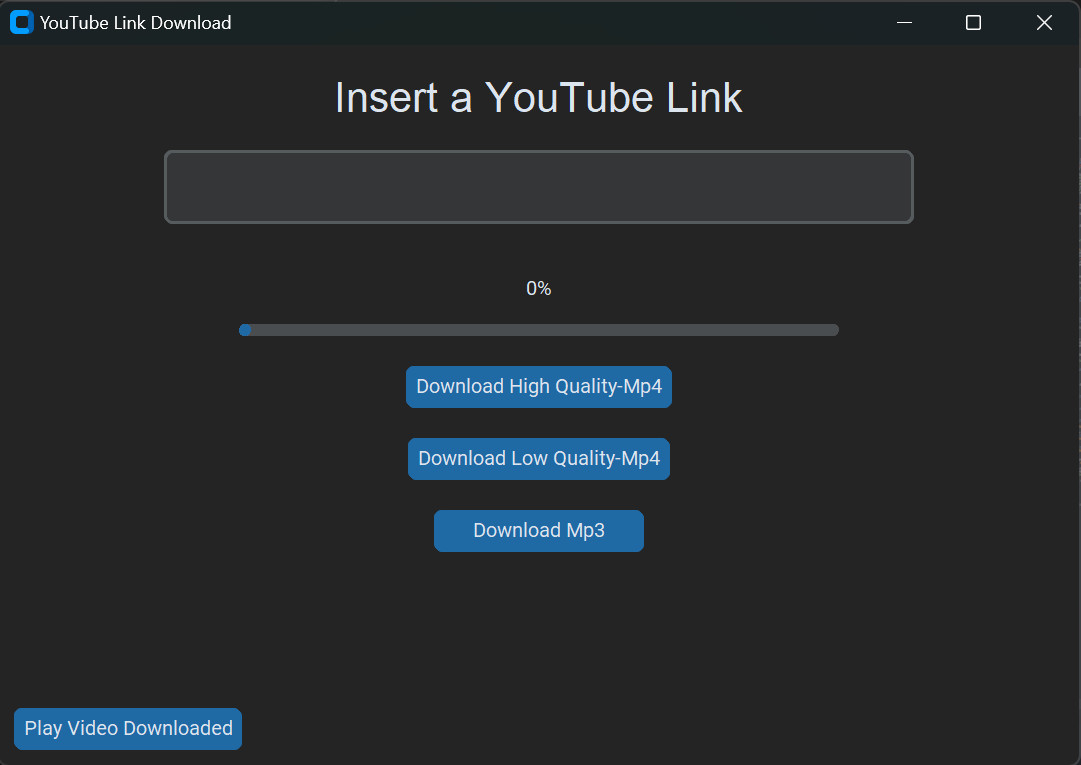 YouTube Link Download
Insert a YouTube Link
0%
Download High Quality-Mp4
Download Low Quality-Mp4
Download Mp3
Play Video Downloaded